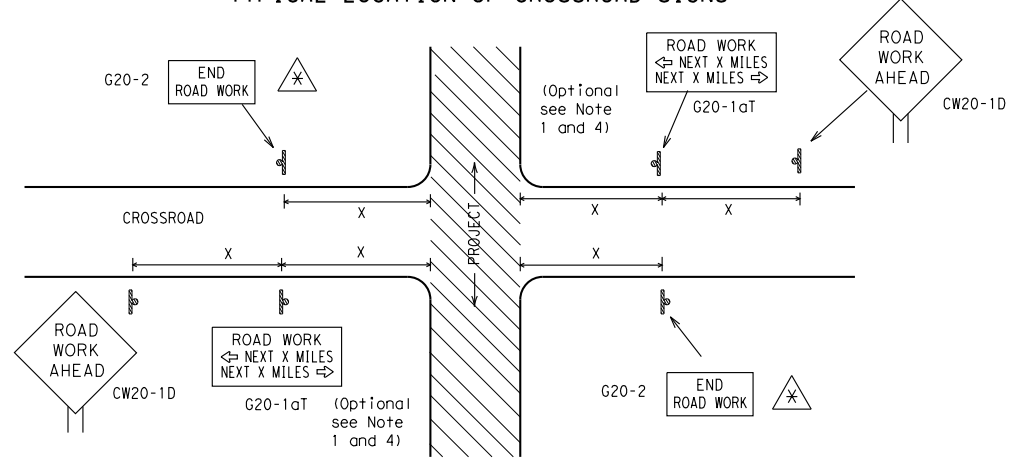 TYPICAL LOCATION OF CROSSROAD SIGNS
G20-2
END
ROAD WORK
*
(Optional
see Note
1 and 4)
ROAD WORK
⇦ NEXT X MILES
NEXT X MILES ⇨
G20-1aT
ROAD
WORK
AHEAD
CW20-1D
CROSSROAD
X
X
X
PROJECT
X
X
X
ROAD
WORK
AHEAD
CW20-1D
ROAD WORK
⇦ NEXT X MILES
NEXT X MILES ⇨
G20-1aT
(Optional
see Note
1 and 4)
G20-2
END
ROAD WORK
*